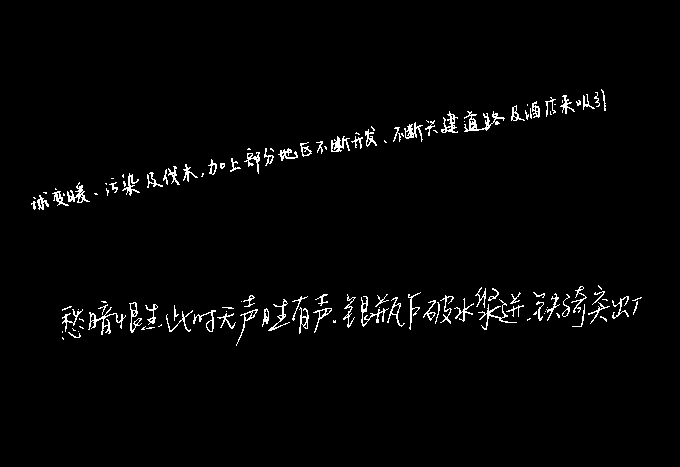 球变暖、污染及伐木,加上部分地区不断开发、不断兴建道路及酒店来吸引
愁暗恨生此时无声胜有声.银瓶乍破水浆迸.铁骑突出